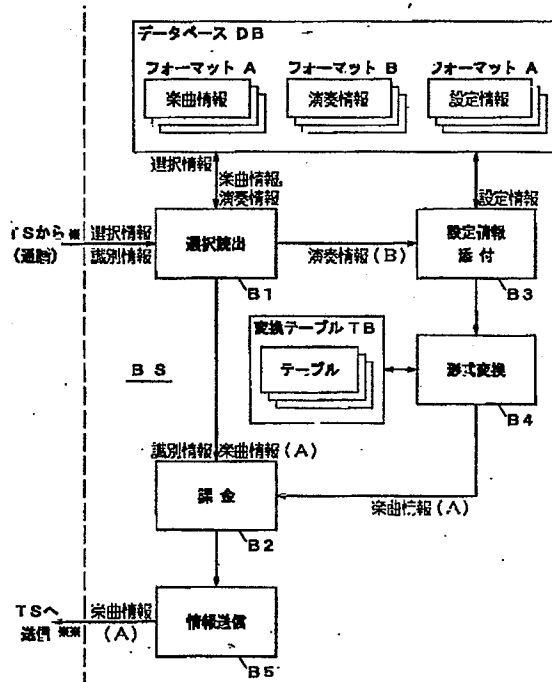 データベース DB
フォーマット A
フォーマット B
フォーマット A
楽曲情報
演奏情報
設定情報
選択情報
楽曲情報,
演奏情報
設定情報
TSから※
(通信)
選択情報
識別情報
選択読出
B1
演奏情報(B)
設定情報
添付
B3
変換テーブル TB
テーブル
形式変換
B4
BS
識別情報 楽曲情報(A)
課金
B2
楽曲情報(A)
TSへ
送信 ※※
楽曲情報
(A)
情報送信
B5